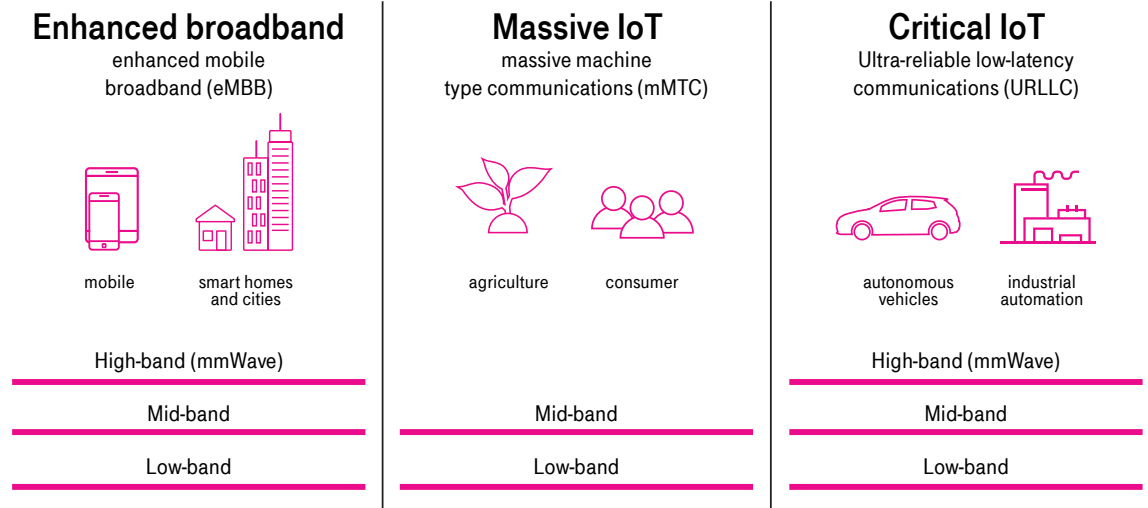 Enhanced broadband
enhanced mobile
broadband (eMBB)
mobile
smart homes
and cities
High-band (mmWave)
Mid-band
Low-band
Massive IoT
massive machine
type communications (mMTC)
agriculture
consumer
Mid-band
Low-band
Critical IoT
Ultra-reliable low-latency
communications (URLLC)
autonomous
vehicles
industrial
automation
High-band (mmWave)
Mid-band
Low-band